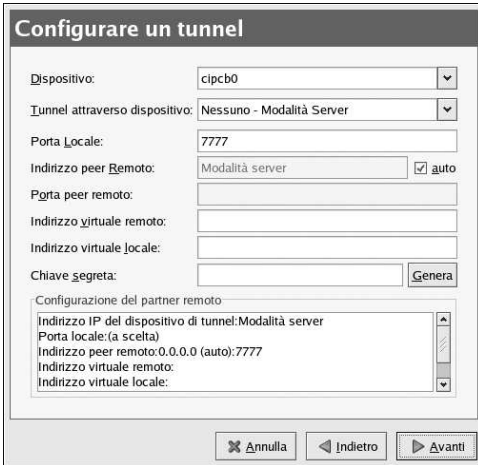 Configurare un tunnel
Dispositivo: cipcb0
Tunnel attraverso dispositivo: Nessuno - Modalità Server
Porta Locale: 7777
Indirizzo peer Remoto: Modalità server auto
Porta peer remoto:
Indirizzo virtuale remoto:
Indirizzo virtuale locale:
Chiave segreta: Genera
Configurazione del partner remoto
Indirizzo IP del dispositivo di tunnel:Modalità server
Porta locale:(a scelta)
Indirizzo peer remoto:0.0.0.0 (auto):7777
Indirizzo virtuale remoto:
Indirizzo virtuale locale:
Annulla Indietro Avanti